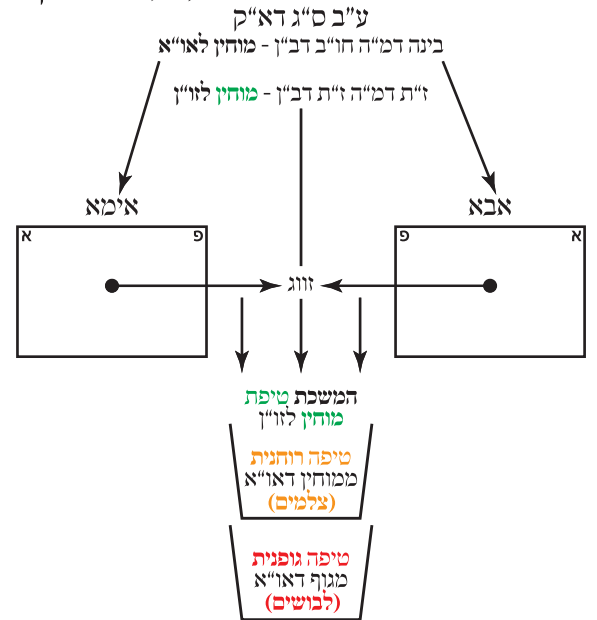 ע"ב ס"ג דא"ק
בינה דמ"ה חו"ב דב"ן - מוחין לאו"א
ז"ת דמ"ה ז"ת דב"ן - מוחין לזו"ן
אבא
אימא
א
פ
פ
א
זווג
המשכת טיפת
מוחין לזו"ן
טיפה רוחנית
ממוחין דאו"א
(צלמים)
טיפה גופנית
מגוף דאו"א
(לבושים)